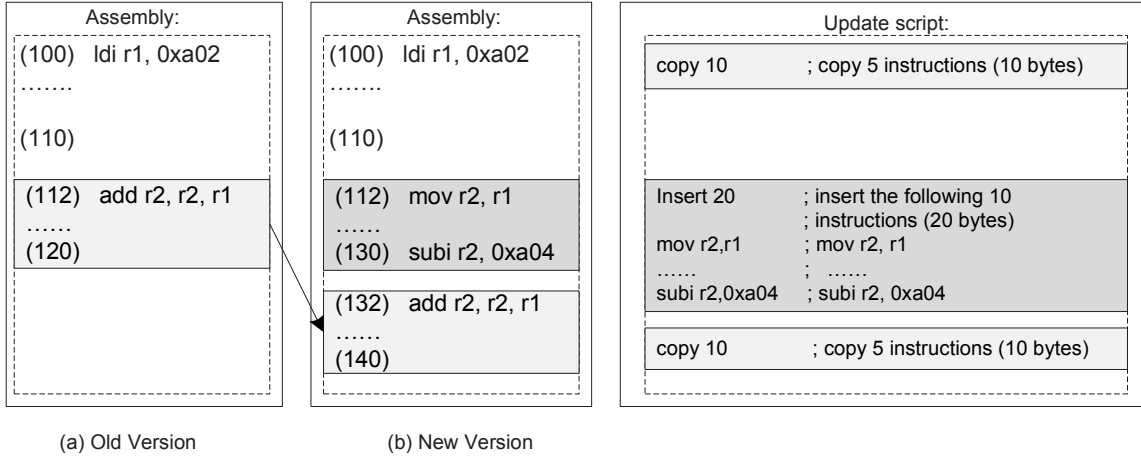 Assembly:
(100) ldi r1, 0xa02
.......
(110)
(112) add r2, r2, r1
......
(120)
(a) Old Version
Assembly:
(100) ldi r1, 0xa02
.......
(110)
(112) mov r2, r1
......
(130) subi r2, 0xa04
(132) add r2, r2, r1
......
(140)
(b) New Version
Update script:
copy 10 ; copy 5 instructions (10 bytes)
Insert 20 ; insert the following 10
; instructions (20 bytes)
mov r2,r1 ; mov r2, r1
...... ; ......
subi r2,0xa04 ; subi r2, 0xa04
copy 10 ; copy 5 instructions (10 bytes)